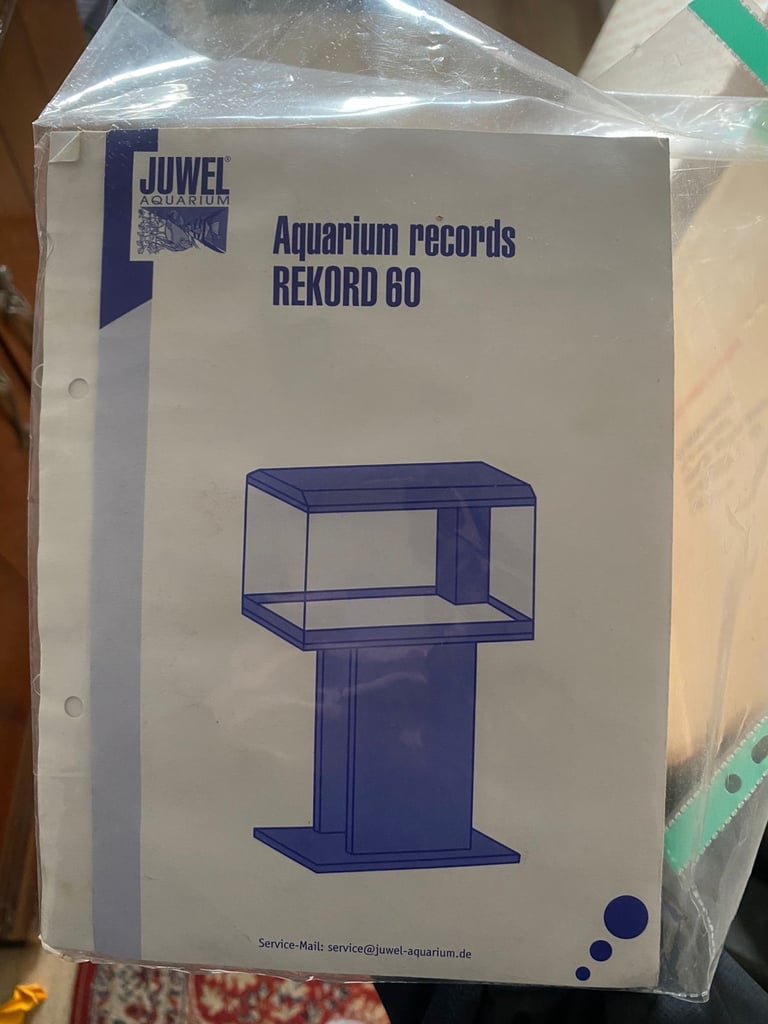 JUWEL®
AQUARIUM
Aquarium records
REKORD 60
Service-Mail: service@juwel-aquarium.de